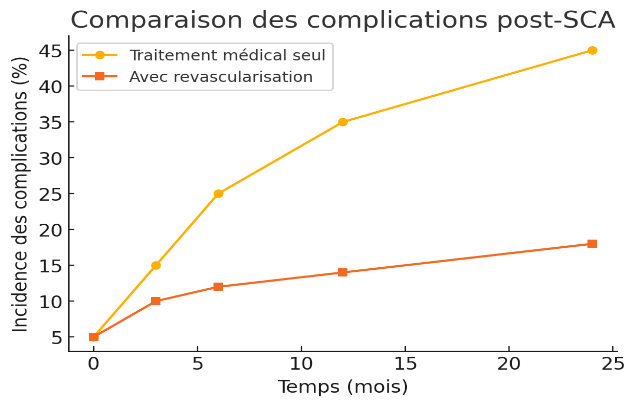 Comparaison des complications post-SCA
Traitement médical seul
Avec revascularisation
Incidence des complications (%)
45
40
35
30
25
20
15
10
5
0 5 10 15 20 25
Temps (mois)